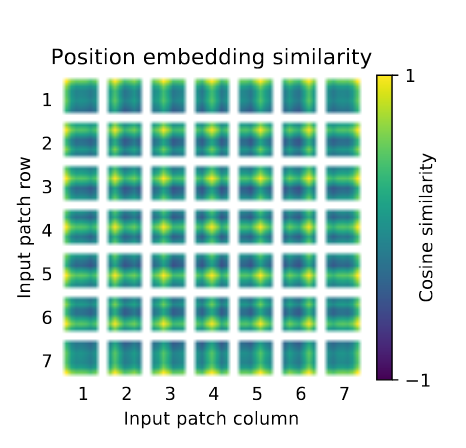 Position embedding similarity
1
2
3
4
5
6
7
Input patch row
1 2 3 4 5 6 7
Input patch column
1
−1
Cosine similarity